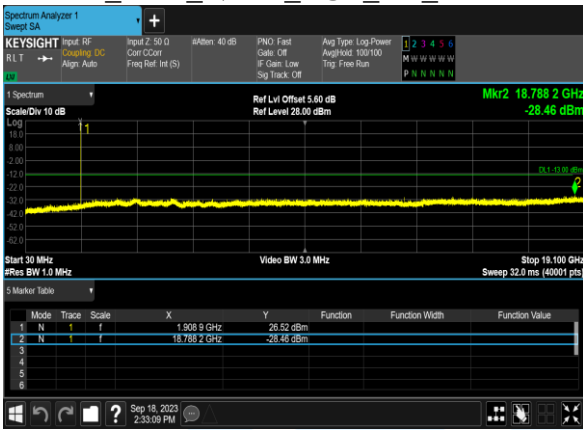 Spectrum Analyzer 1
Swept SA
+
KEYSIGHT Input: RF Input Z: 50 Ω #Atten: 40 dB PNO: Fast Avg Type: Log-Power 1 2 3 4 5 6
RLT Coupling: DC Corr CCorr Gate: Off Avg|Hold: 100/100 M W W W W W
Align: Auto Freq Ref: Int (S) IF Gain: Low Trig: Free Run
Sig Track: Off P N N N N N
LW
1 Spectrum Ref Lvl Offset 5.60 dB Mkr2 18.788 2 GHz
Scale/Div 10 dB Ref Level 28.00 dBm -28.46 dBm
Log
1
18.0
8.00
-2.00
DL1 -13.00 dBm
-12.0
-22.0
2
-32.0
-42.0
-52.0
-62.0
Start 30 MHz Video BW 3.0 MHz Stop 19.100 GHz
#Res BW 1.0 MHz Sweep 32.0 ms (40001 pts)
5 Marker Table
Mode Trace Scale X Y Function Function Width Function Value
1 N 1 f 1.908 9 GHz 26.52 dBm
2 N 1 f 18.788 2 GHz -28.46 dBm
3
4
5
6
? Sep 18, 2023
2:33:09 PM